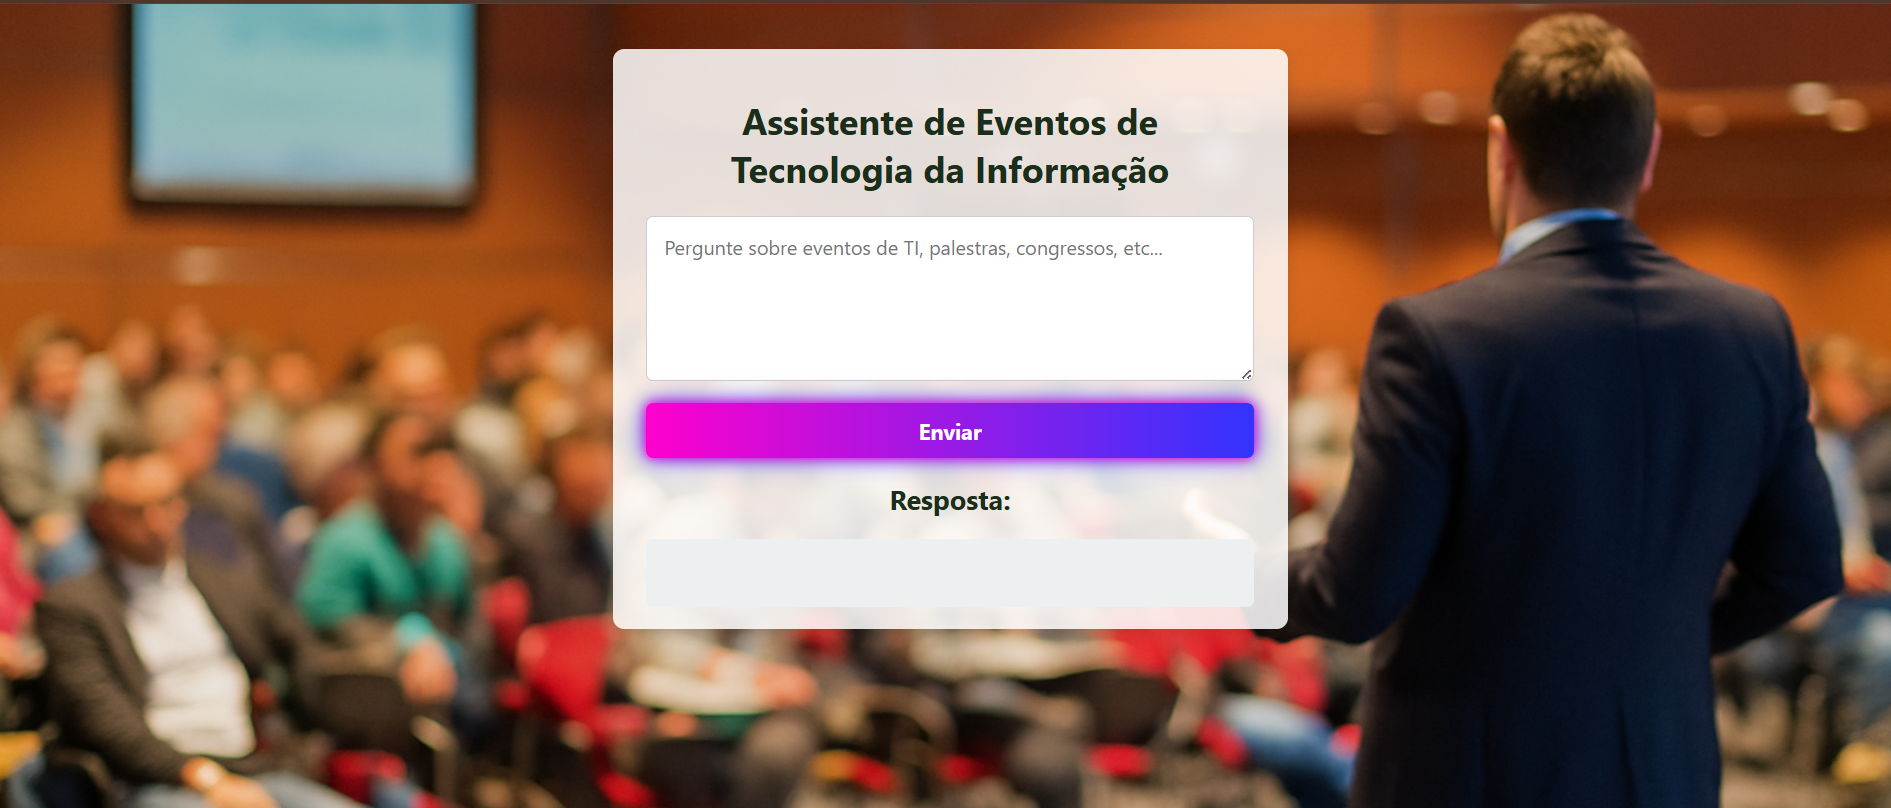 Assistente de Eventos de
Tecnologia da Informação
Pergunte sobre eventos de TI, palestras, congressos, etc...
Enviar
Resposta: